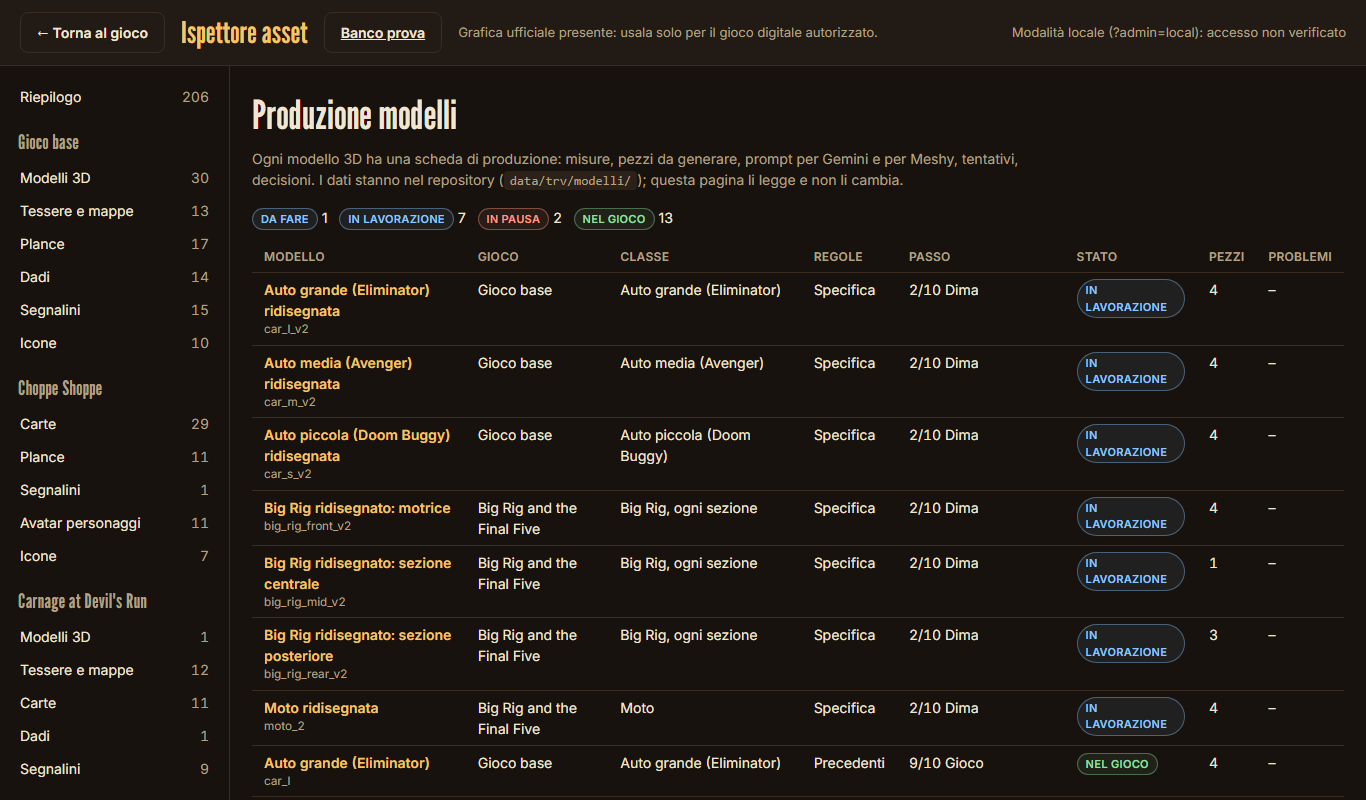 ← Torna al gioco
Ispettore asset
Banco prova
Grafica ufficiale presente: usala solo per il gioco digitale autorizzato.
Modalità locale (?admin=local): accesso non verificato
Riepilogo 206
Gioco base
Modelli 3D 30
Tessere e mappe 13
Plance 17
Dadi 14
Segnalini 15
Icone 10
Choppe Shoppe
Carte 29
Plance 11
Segnalini 1
Avatar personaggi 11
Icone 7
Carnage at Devil's Run
Modelli 3D 1
Tessere e mappe 12
Carte 11
Dadi 1
Segnalini 9
Produzione modelli
Ogni modello 3D ha una scheda di produzione: misure, pezzi da generare, prompt per Gemini e per Meshy, tentativi,
decisioni. I dati stanno nel repository ( data/trv/modelli/ ); questa pagina li legge e non li cambia.
DA FARE 1 IN LAVORAZIONE 7 IN PAUSA 2 NEL GIOCO 13
MODELLO GIOCO CLASSE REGOLE PASSO STATO PEZZI PROBLEMI
Auto grande (Eliminator) Gioco base Auto grande (Eliminator) Specifica 2/10 Dima IN 4 –
ridisegnata LAVORAZIONE
car_l_v2
Auto media (Avenger) Gioco base Auto media (Avenger) Specifica 2/10 Dima IN 4 –
ridisegnata LAVORAZIONE
car_m_v2
Auto piccola (Doom Buggy) Gioco base Auto piccola (Doom Specifica 2/10 Dima IN 4 –
ridisegnata Buggy) LAVORAZIONE
car_s_v2
Big Rig ridisegnato: motrice Big Rig and the Big Rig, ogni sezione Specifica 2/10 Dima IN 4 –
big_rig_front_v2 Final Five LAVORAZIONE
Big Rig ridisegnato: sezione Big Rig and the Big Rig, ogni sezione Specifica 2/10 Dima IN 1 –
centrale Final Five LAVORAZIONE
big_rig_mid_v2
Big Rig ridisegnato: sezione Big Rig and the Big Rig, ogni sezione Specifica 2/10 Dima IN 3 –
posteriore Final Five LAVORAZIONE
big_rig_rear_v2
Moto ridisegnata Big Rig and the Moto Specifica 2/10 Dima IN 4 –
moto_2 Final Five LAVORAZIONE
Auto grande (Eliminator) Gioco base Auto grande (Eliminator) Precedenti 9/10 Gioco NEL GIOCO 4 –
car_l